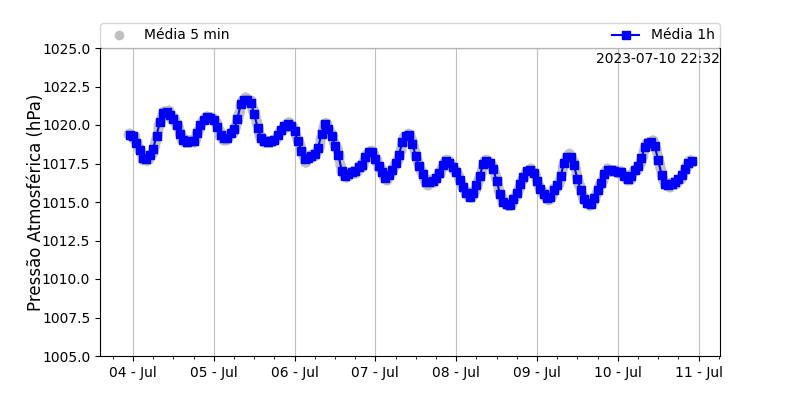 Média 5 min
Média 1h
2023-07-10 22:32
Pressão Atmosférica (hPa)
1025.0
1022.5
1020.0
1017.5
1015.0
1012.5
1010.0
1007.5
1005.0
04 - Jul
05 - Jul
06 - Jul
07 - Jul
08 - Jul
09 - Jul
10 - Jul
11 - Jul